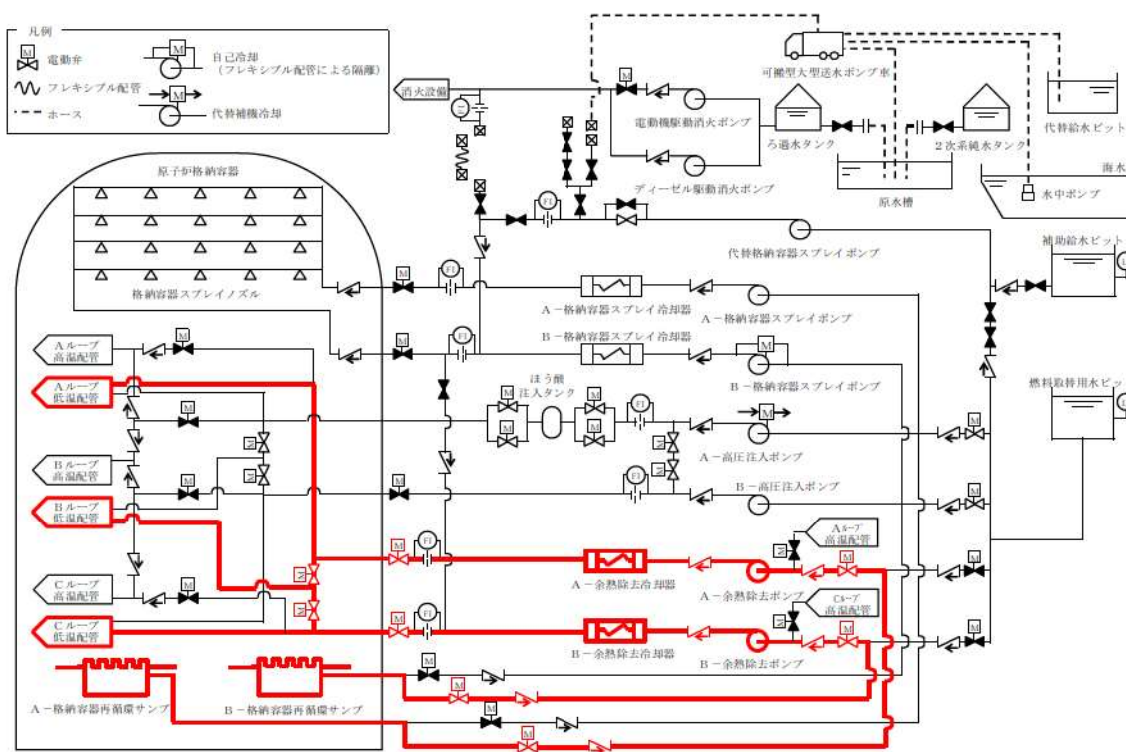 凡例
M
電動弁
フレキシブル配管
ホース
M
自己冷却
(フレキシブル配管による隔離)
M
代替補機冷却
消火設備
M
電動機駆動消火ポンプ
ディーゼル駆動消火ポンプ
可搬型大型送水ポンプ車
ろ過水タンク
2次系純水タンク
原水槽
代替給水ピット
海水
水中ポンプ
FI
代替格納容器スプレイポンプ
補助給水ピット
原子炉格納容器
格納容器スプレイノズル
M
FI
A-格納容器スプレイ冷却器
A-格納容器スプレイポンプ
B-格納容器スプレイ冷却器
M
FI
M
B-格納容器スプレイポンプ
燃料取替用水ピット
Aループ
高温配管
M
Aループ
低温配管
M
ほう酸
注入タンク
M
M
M
M
FI
M
A-高圧注入ポンプ
M
M
M
M
M
Bループ
高温配管
M
M
FI
B-高圧注入ポンプ
M
Bループ
低温配管
M
FI
A-余熱除去冷却器
A-余熱除去ポンプ
Aループ
高温配管
M
M
M
M
M
Cループ
高温配管
M
Cループ
低温配管
M
FI
B-余熱除去冷却器
B-余熱除去ポンプ
Cループ
高温配管
M
M
M
A-格納容器再循環サンプ
B-格納容器再循環サンプ
M
M
M
M